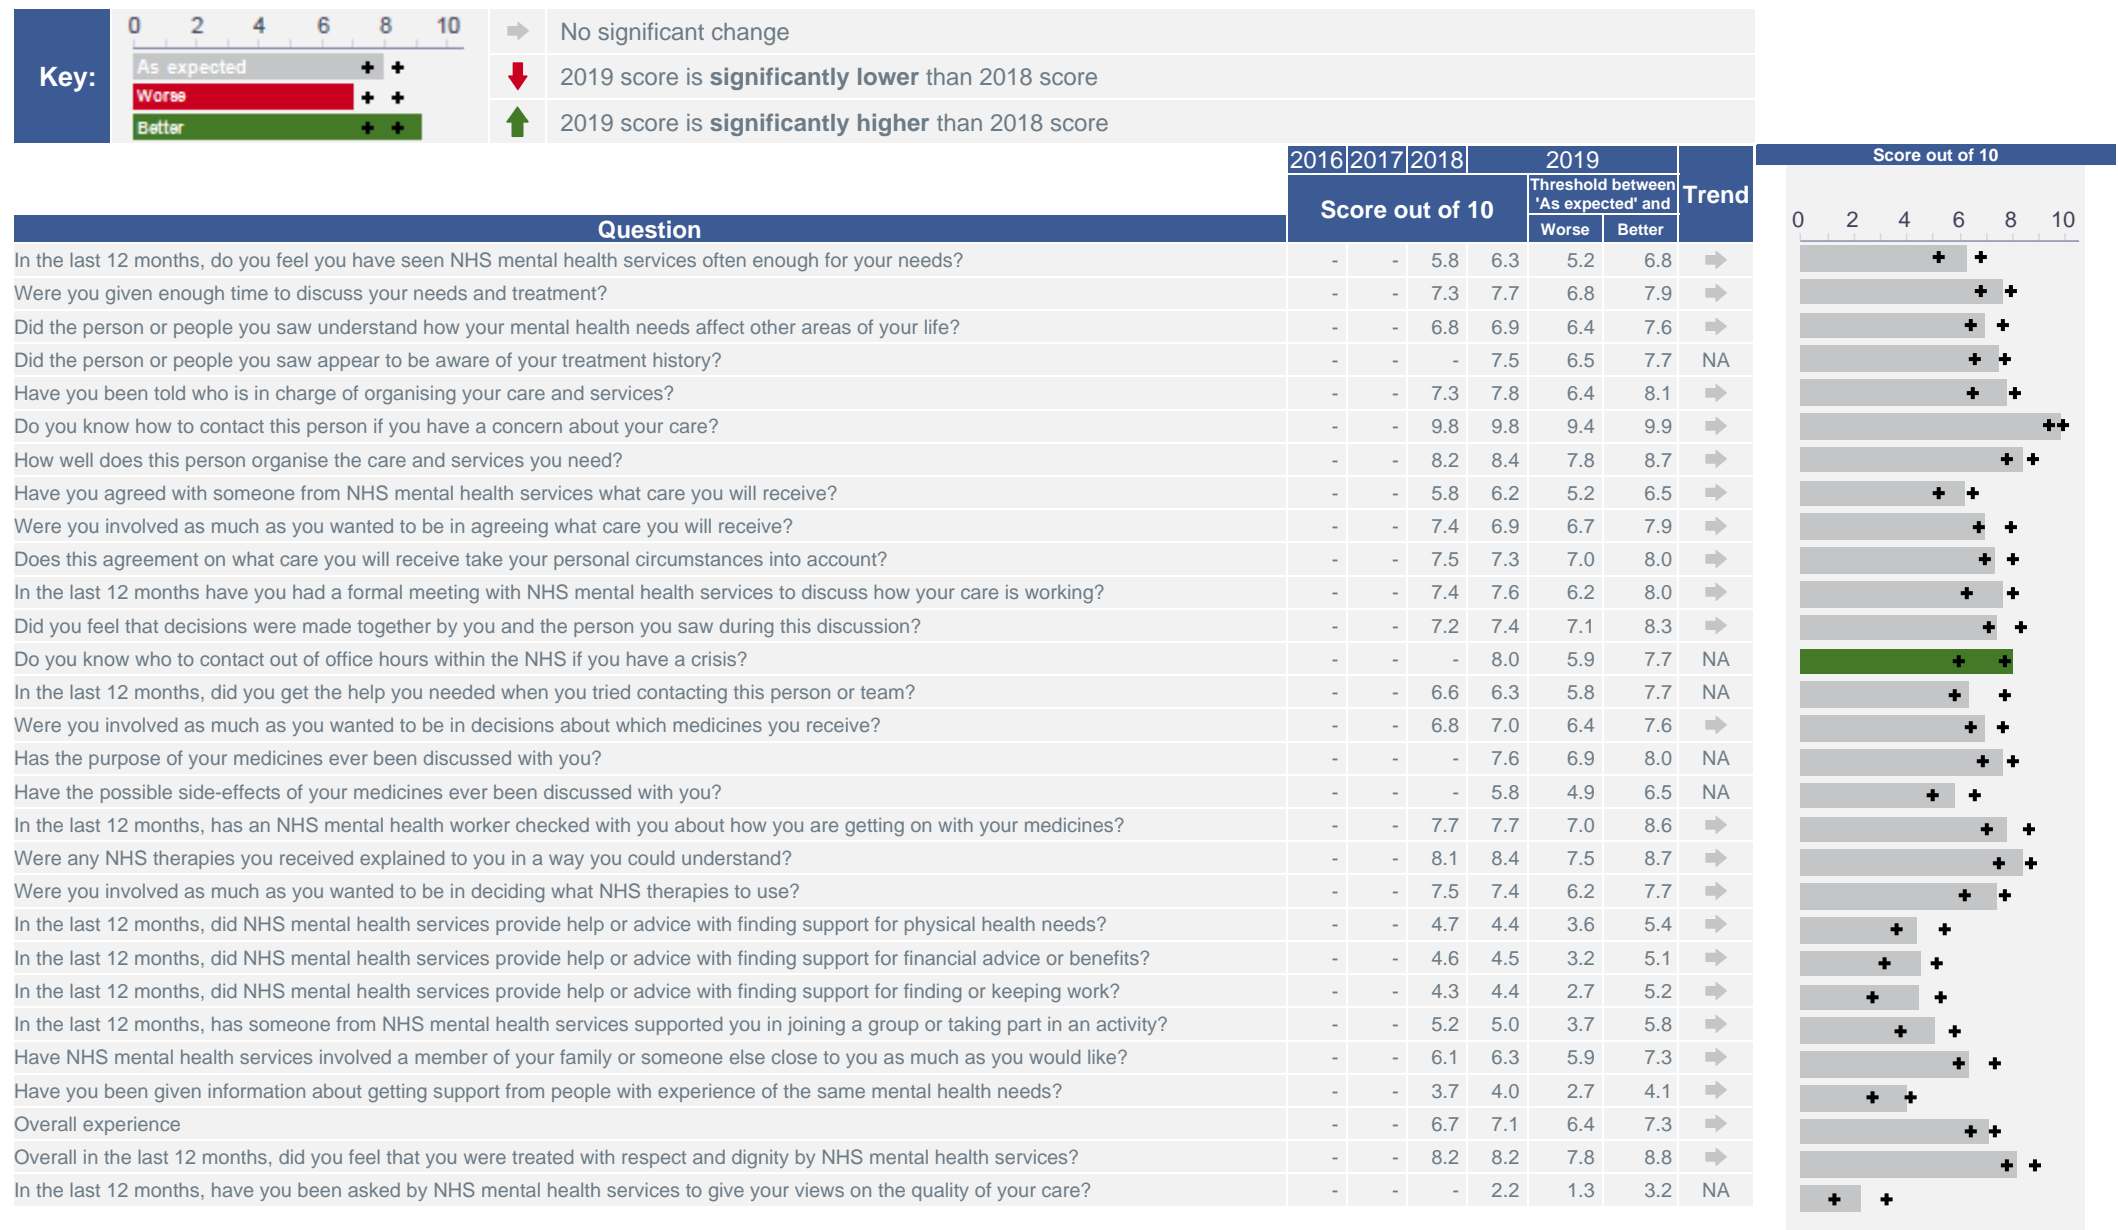 Key:
0 2 4 6 8 10
As expected
Worse
Better
No significant change
2019 score is significantly lower than 2018 score
2019 score is significantly higher than 2018 score
2016 2017 2018 2019 Trend Score out of 10
Score out of 10
Threshold between 'As expected' and
Question Worse Better
0 2 4 6 8 10
In the last 12 months, do you feel you have seen NHS mental health services often enough for your needs? - - 5.8 6.3 5.2 6.8
Were you given enough time to discuss your needs and treatment? - - 7.3 7.7 6.8 7.9
Did the person or people you saw understand how your mental health needs affect other areas of your life? - - 6.8 6.9 6.4 7.6
Did the person or people you saw appear to be aware of your treatment history? - - - 7.5 6.5 7.7 NA
Have you been told who is in charge of organising your care and services? - - 7.3 7.8 6.4 8.1
Do you know how to contact this person if you have a concern about your care? - - 9.8 9.8 9.4 9.9
How well does this person organise the care and services you need? - - 8.2 8.4 7.8 8.7
Have you agreed with someone from NHS mental health services what care you will receive? - - 5.8 6.2 5.2 6.5
Were you involved as much as you wanted to be in agreeing what care you will receive? - - 7.4 6.9 6.7 7.9
Does this agreement on what care you will receive take your personal circumstances into account? - - 7.5 7.3 7.0 8.0
In the last 12 months have you had a formal meeting with NHS mental health services to discuss how your care is working? - - 7.4 7.6 6.2 8.0
Did you feel that decisions were made together by you and the person you saw during this discussion? - - 7.2 7.4 7.1 8.3
Do you know who to contact out of office hours within the NHS if you have a crisis? - - - 8.0 5.9 7.7 NA
In the last 12 months, did you get the help you needed when you tried contacting this person or team? - - 6.6 6.3 5.8 7.7 NA
Were you involved as much as you wanted to be in decisions about which medicines you receive? - - 6.8 7.0 6.4 7.6
Has the purpose of your medicines ever been discussed with you? - - - 7.6 6.9 8.0 NA
Have the possible side-effects of your medicines ever been discussed with you? - - - 5.8 4.9 6.5 NA
In the last 12 months, has an NHS mental health worker checked with you about how you are getting on with your medicines? - - 7.7 7.7 7.0 8.6
Were any NHS therapies you received explained to you in a way you could understand? - - 8.1 8.4 7.5 8.7
Were you involved as much as you wanted to be in deciding what NHS therapies to use? - - 7.5 7.4 6.2 7.7
In the last 12 months, did NHS mental health services provide help or advice with finding support for physical health needs? - - 4.7 4.4 3.6 5.4
In the last 12 months, did NHS mental health services provide help or advice with finding support for financial advice or benefits? - - 4.6 4.5 3.2 5.1
In the last 12 months, did NHS mental health services provide help or advice with finding support for finding or keeping work? - - 4.3 4.4 2.7 5.2
In the last 12 months, has someone from NHS mental health services supported you in joining a group or taking part in an activity? - - 5.2 5.0 3.7 5.8
Have NHS mental health services involved a member of your family or someone else close to you as much as you would like? - - 6.1 6.3 5.9 7.3
Have you been given information about getting support from people with experience of the same mental health needs? - - 3.7 4.0 2.7 4.1
Overall experience - - 6.7 7.1 6.4 7.3
Overall in the last 12 months, did you feel that you were treated with respect and dignity by NHS mental health services? - - 8.2 8.2 7.8 8.8
In the last 12 months, have you been asked by NHS mental health services to give your views on the quality of your care? - - - 2.2 1.3 3.2 NA